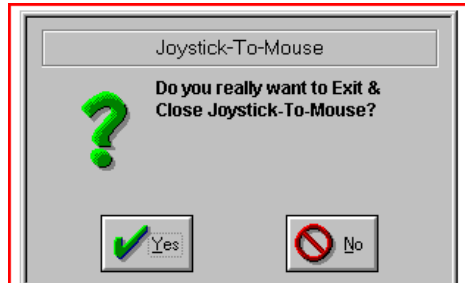 Joystick-To-Mouse
Do you really want to Exit &
Close Joystick-To-Mouse?
Yes
No